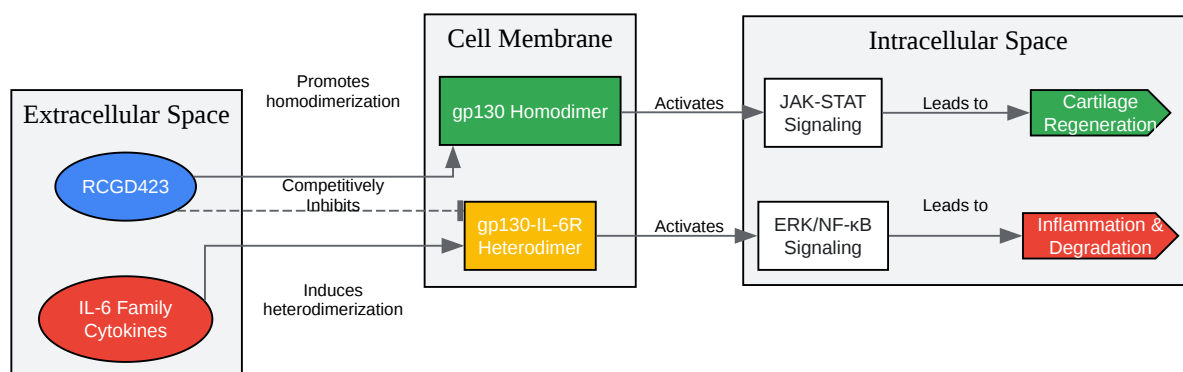 Extracellular Space
RCGD423
IL-6 Family
Cytokines
Promotes
homodimerization
Competitively
Inhibits
Induces
heterodimerization
Cell Membrane
gp130 Homodimer
gp130-IL-6R
Heterodimer
Activates
Activates
Intracellular Space
JAK-STAT
Signaling
Leads to
Cartilage
Regeneration
ERK/NF-κB
Signaling
Leads to
Inflammation &
Degradation